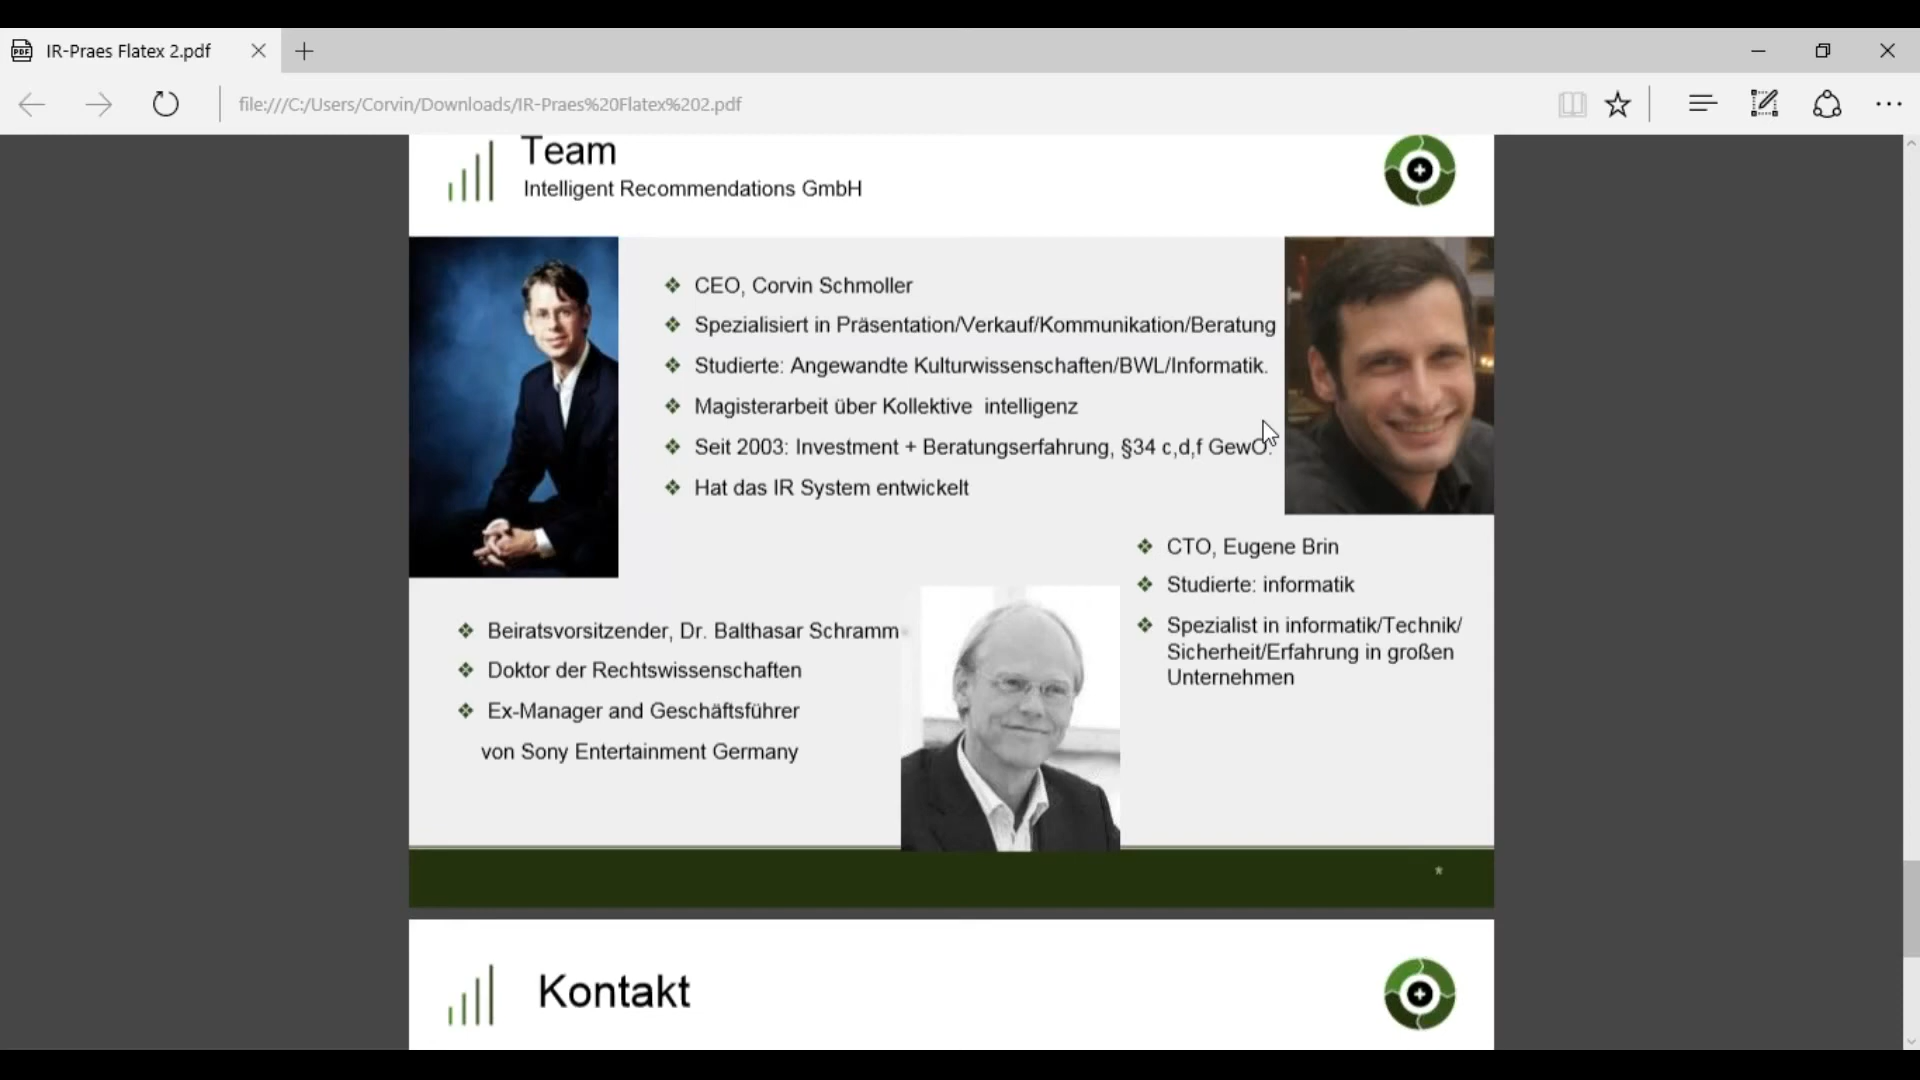 IR-Praes Flatex 2.pdf
file:///C:/Users/Corvin/Downloads/IR-Praes%20Flatex%202.pdf
Team
Intelligent Recommendations GmbH
CEO, Corvin Schmoller
Spezialisiert in Präsentation/Verkauf/Kommunikation/Beratung
Studierte: Angewandte Kulturwissenschaften/BWL/Informatik.
Magisterarbeit über Kollektive intelligenz
Seit 2003: Investment + Beratungserfahrung, §34 c,d,f GewO.
Hat das IR System entwickelt
CTO, Eugene Brin
Studierte: informatik
Spezialist in informatik/Technik/
Sicherheit/Erfahrung in großen
Unternehmen
Beiratsvorsitzender, Dr. Balthasar Schramm
Doktor der Rechtswissenschaften
Ex-Manager and Geschäftsführer
von Sony Entertainment Germany
*
Kontakt